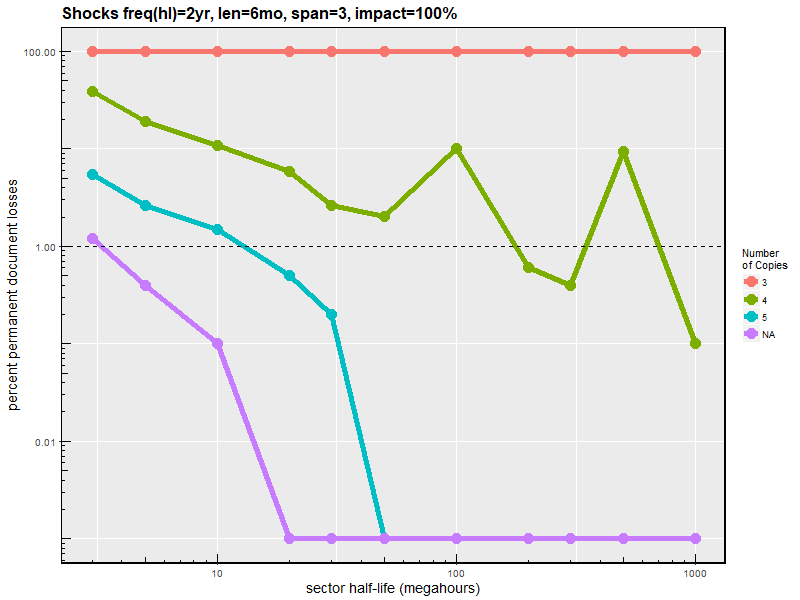 Shocks freq(hl)=2yr, len=6mo, span=3, impact=100%
percent permanent document losses
100.00
1.00
0.01
10
100
1000
sector half-life (megahours)
Number
of Copies
3
4
5
NA